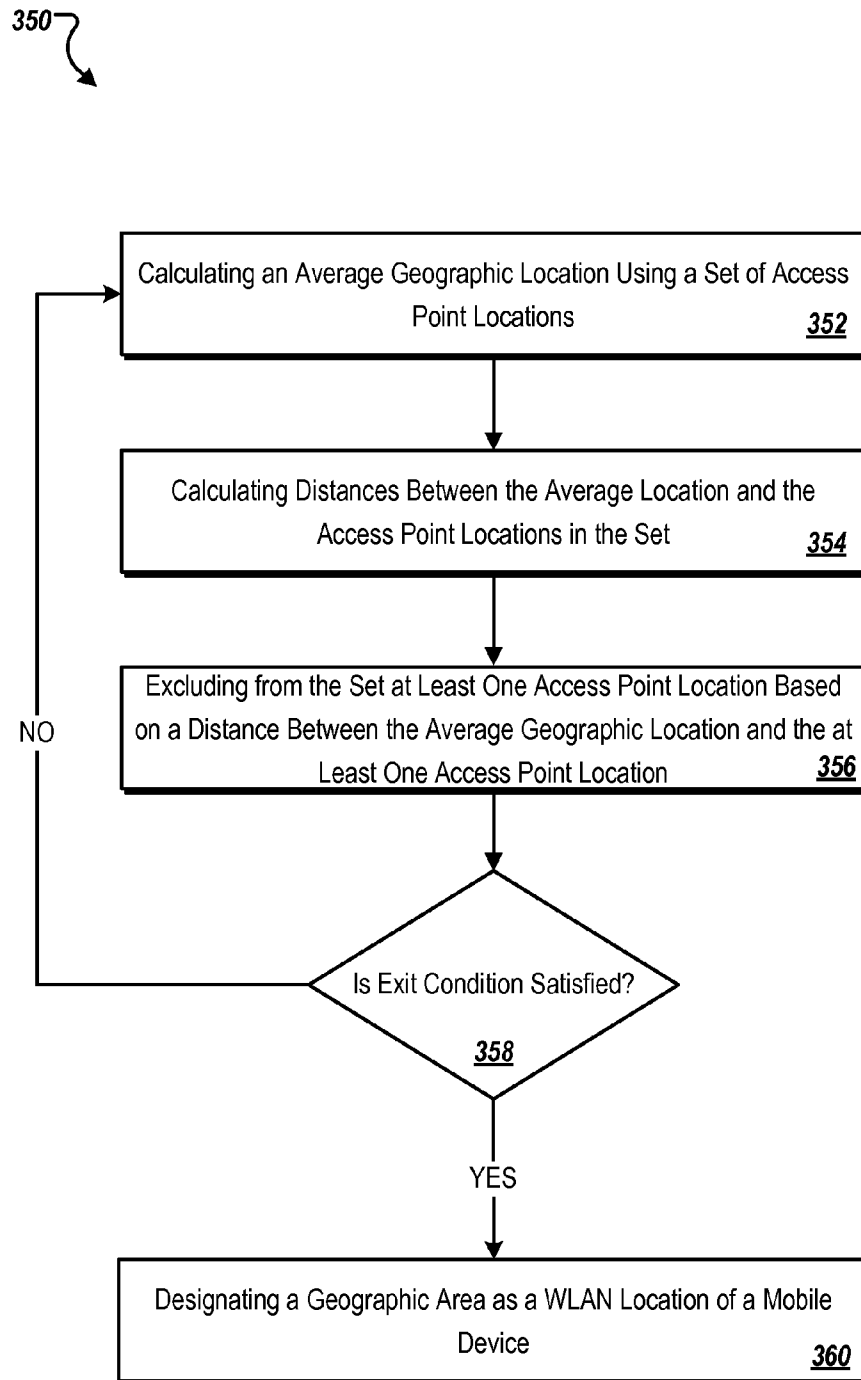 350
Calculating an Average Geographic Location Using a Set of Access
Point Locations
352
Calculating Distances Between the Average Location and the
Access Point Locations in the Set
354
Excluding from the Set at Least One Access Point Location Based
on a Distance Between the Average Geographic Location and the at
Least One Access Point Location
356
NO
Is Exit Condition Satisfied?
358
YES
Designating a Geographic Area as a WLAN Location of a Mobile
Device
360